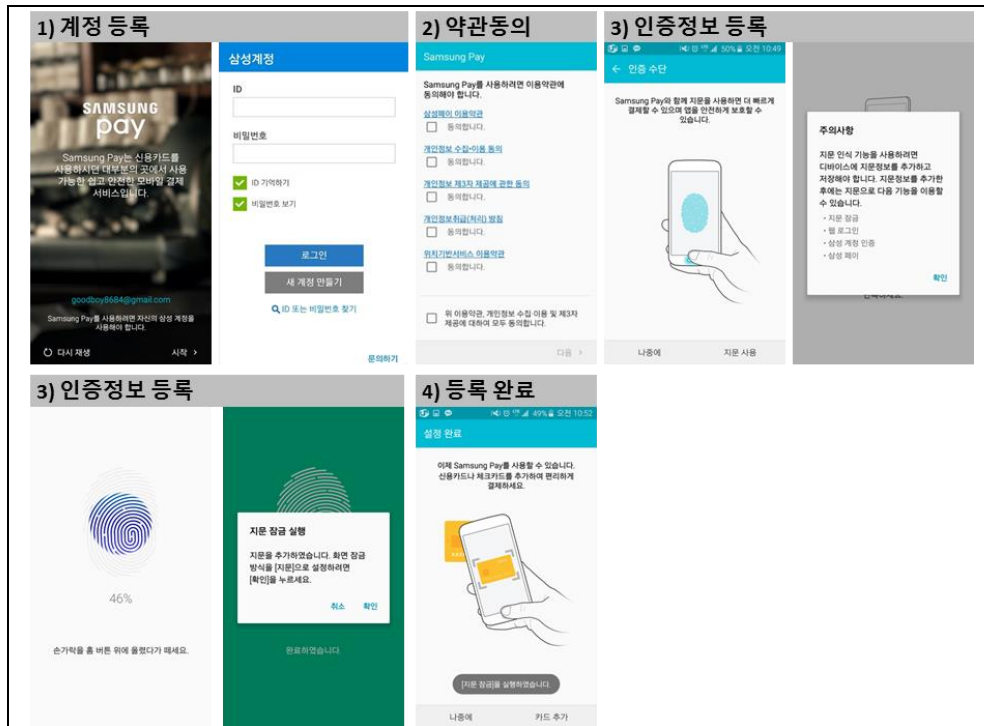 1) 계정 등록
SAMSUNG
pay
Samsung Pay는 신용카드를
사용하시던 대부분의 곳에서 사용
가능한 쉽고 안전한 모바일 결제
서비스입니다.
goodboy8684@gmail.com
Samsung Pay를 사용하려면 자신의 삼성 계정을
사용해야 합니다.
다시 재생
시작 >
삼성계정
ID
비밀번호
ID 기억하기
비밀번호 보기
로그인
새 계정 만들기
ID 또는 비밀번호 찾기
문의하기
2) 약관동의
Samsung Pay
Samsung Pay를 사용하려면 이용약관에
동의해야 합니다.
삼성페이 이용약관
동의합니다.
개인정보 수집•이용 동의
동의합니다.
개인정보 제3자 제공에 관한 동의
동의합니다.
개인정보취급(처리) 방침
동의합니다.
위치기반서비스 이용약관
동의합니다.
위 이용약관, 개인정보 수집 이용 및 제3자
제공에 대하여 모두 동의합니다.
다음 >
3) 인증정보 등록
50% 오전 10:49
← 인증 수단
Samsung Pay와 함께 지문을 사용하면 더 빠르게
결제할 수 있으며 앱을 안전하게 보호할 수
있습니다.
나중에
지문 사용
주의사항
지문 인식 기능을 사용하려면
디바이스에 지문정보를 추가하고
저장해야 합니다. 지문정보를 추가한
후에는 지문으로 다음 기능을 이용할
수 있습니다.
• 지문 잠금
• 웹 로그인
• 삼성 계정 인증
• 삼성 페이
확인
3) 인증정보 등록
46%
손가락을 홈 버튼 위에 올렸다가 떼세요.
지문 잠금 실행
지문을 추가하였습니다. 화면 잠금
방식을 [지문]으로 설정하려면
[확인]을 누르세요.
취소
확인
완료하였습니다.
4) 등록 완료
49% 오전 10:52
설정 완료
이제 Samsung Pay를 사용할 수 있습니다.
신용카드나 체크카드를 추가하여 편리하게
결제하세요.
[지문 잠금]을 실행하였습니다.
나중에
카드 추가